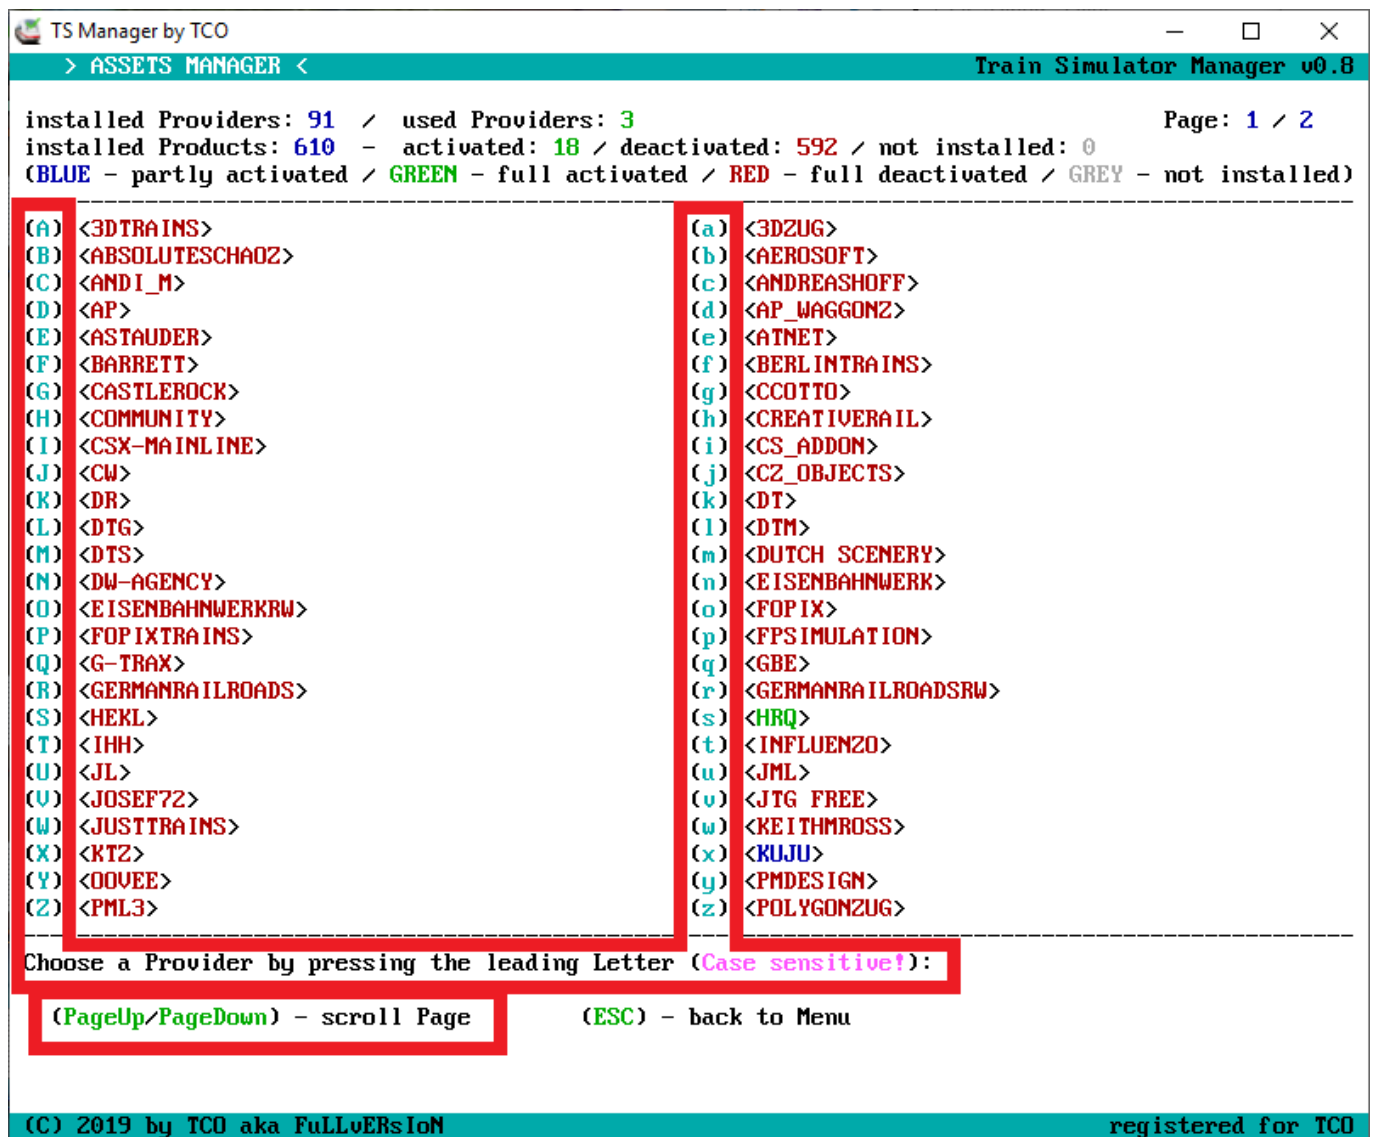 TS Manager by TCO
> ASSETS MANAGER < Train Simulator Manager v0.8
installed Providers: 91 / used Providers: 3 Page: 1 / 2
installed Products: 610 - activated: 18 / deactivated: 592 / not installed: 0
(BLUE - partly activated / GREEN - full activated / RED - full deactivated / GREY - not installed)
(A) <3DTRAINS> (a) <3DZUG>
(B) <ABSOLUTESCHAOZ> (b) <AEROSOFT>
(C) <ANDI_M> (c) <ANDREASHOFF>
(D) <AP> (d) <AP_WAGGONZ>
(E) <ASTAUDER> (e) <ATNET>
(F) <BARRETT> (f) <BERLINTRAINS>
(G) <CASTLEROCK> (g) <CCOTTO>
(H) <COMMUNITY> (h) <CREATIVERAIL>
(I) <CSX-MAINLINE> (i) <CS_ADDON>
(J) <CW> (j) <CZ_OBJECTS>
(K) <DR> (k) <DT>
(L) <DTG> (l) <DTM>
(M) <DTS> (m) <DUTCH SCENERY>
(N) <DW-AGENCY> (n) <EISENBAHNWERK>
(O) <EISENBAHNWERKRW> (o) <FOPIX>
(P) <FOPIXTRAINS> (p) <FPSIMULATION>
(Q) <G-TRAX> (q) <GBE>
(R) <GERMANRAILROADS> (r) <GERMANRAILROADSRW>
(S) <HEKL> (s) <HRQ>
(T) <IHH> (t) <INFLUENZO>
(U) <JL> (u) <JML>
(V) <JOSEF72> (v) <JTG FREE>
(W) <JUSTTRAINS> (w) <KEITHMROSS>
(X) <KTZ> (x) <KUJU>
(Y) <OOVEE> (y) <PMDESIGN>
(Z) <PML3> (z) <POLYGONZUG>
Choose a Provider by pressing the leading Letter (Case sensitive!):
(PageUp/PageDown) - scroll Page (ESC) - back to Menu
(C) 2019 by TCO aka FuLLvERsIoN registered for TCO